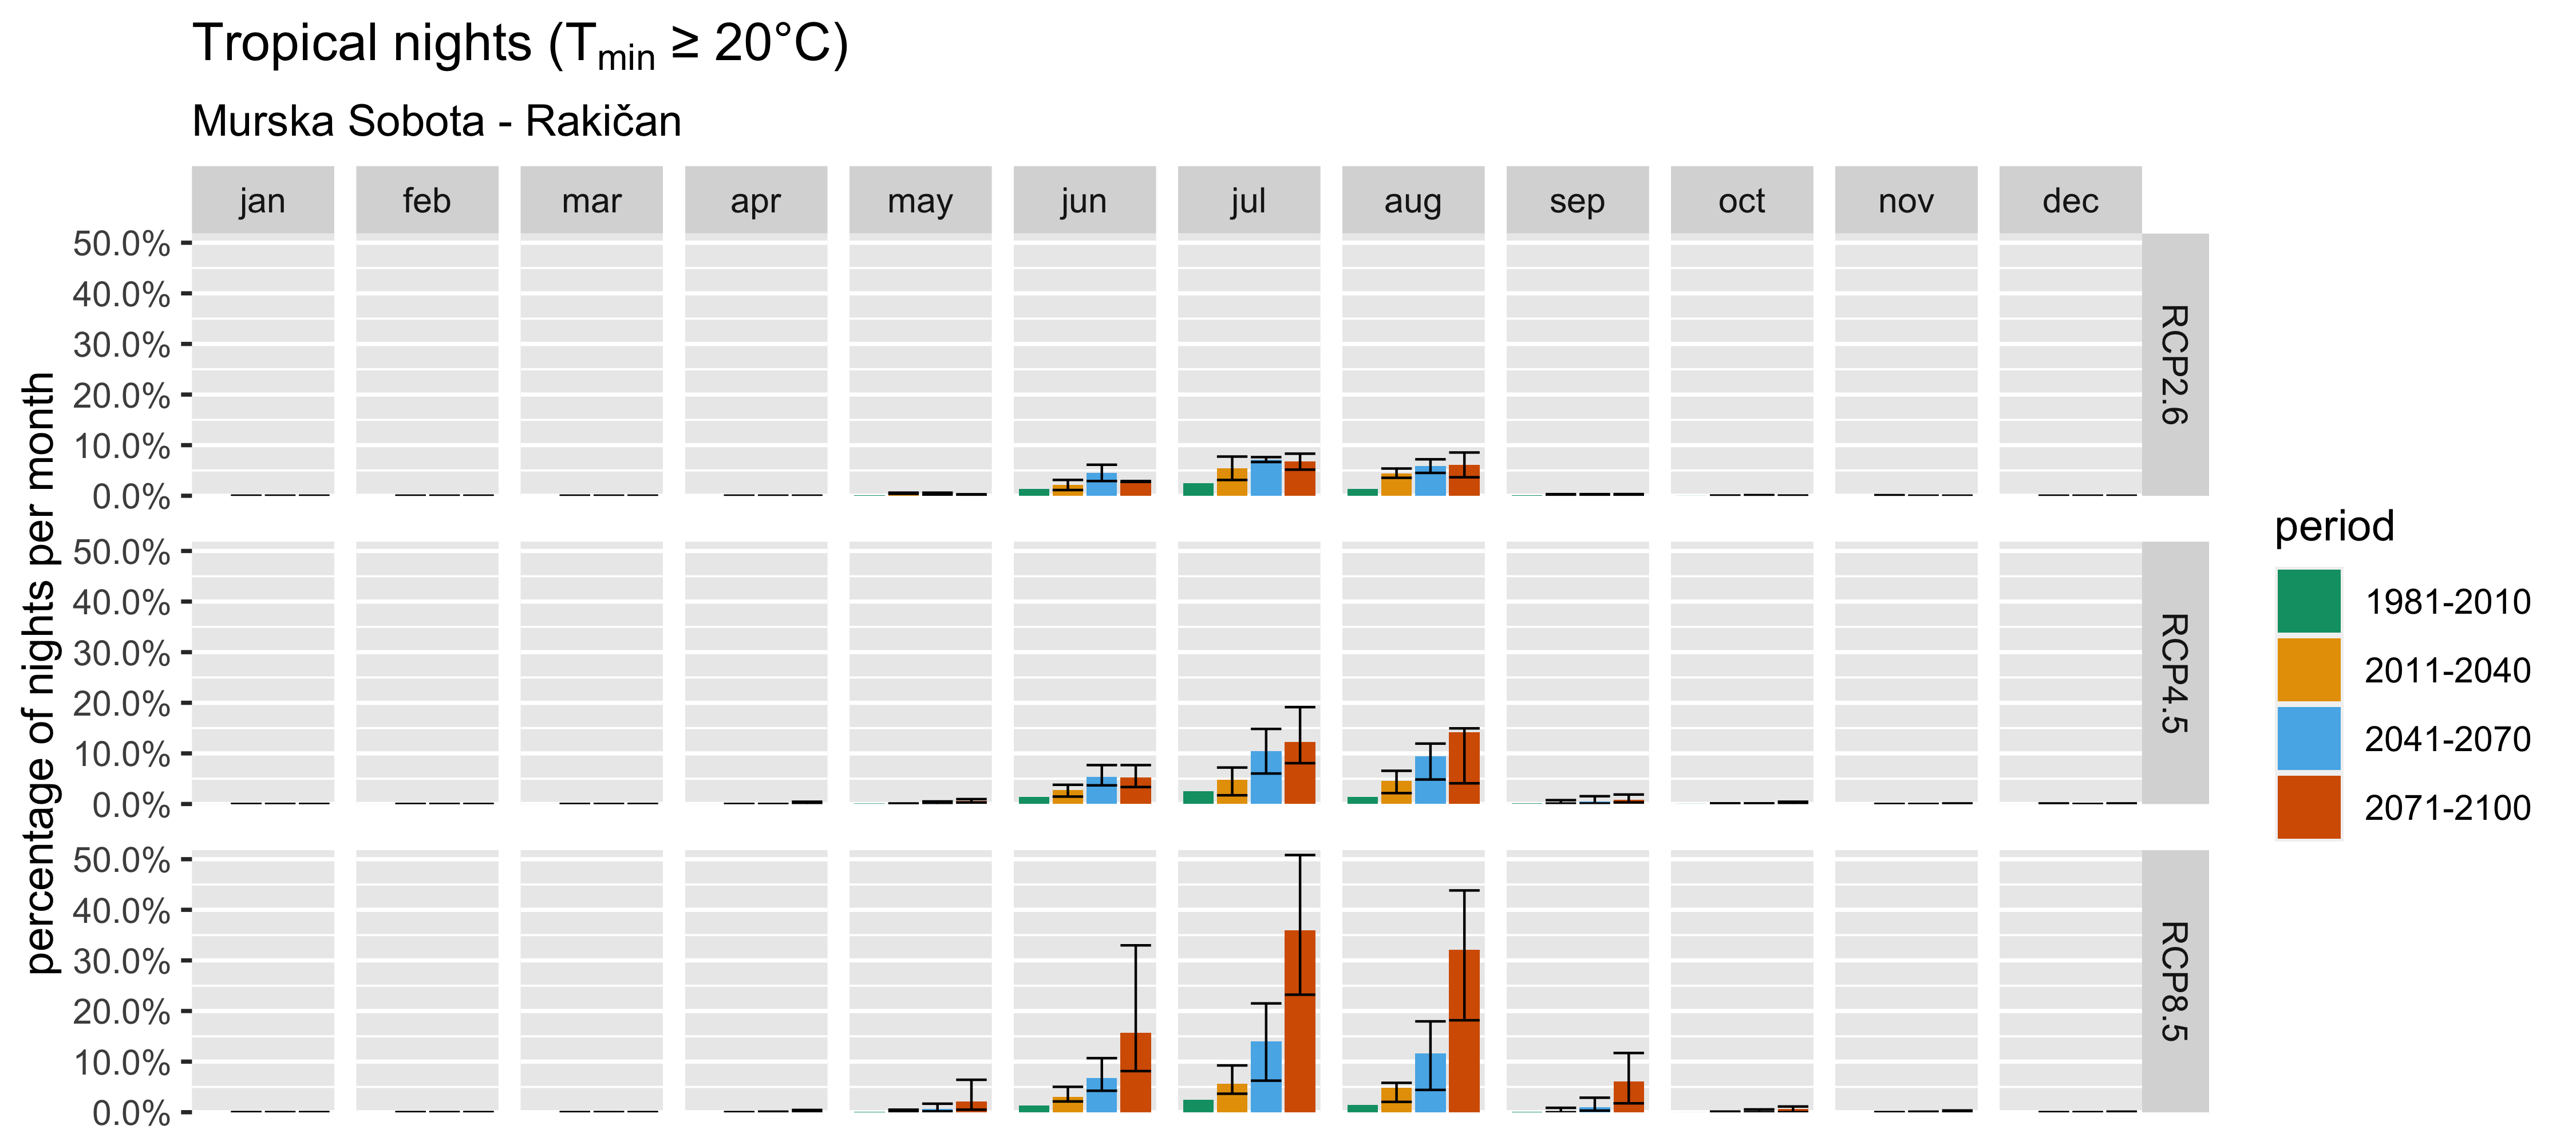 Tropical nights (Tmin ≥ 20°C)
Murska Sobota - Rakičan
jan feb mar apr may jun jul aug sep oct nov dec
percentage of nights per month
50.0%
40.0%
30.0%
20.0%
10.0%
0.0%
RCP2.6
50.0%
40.0%
30.0%
20.0%
10.0%
0.0%
RCP4.5
50.0%
40.0%
30.0%
20.0%
10.0%
0.0%
RCP8.5
period
1981-2010
2011-2040
2041-2070
2071-2100